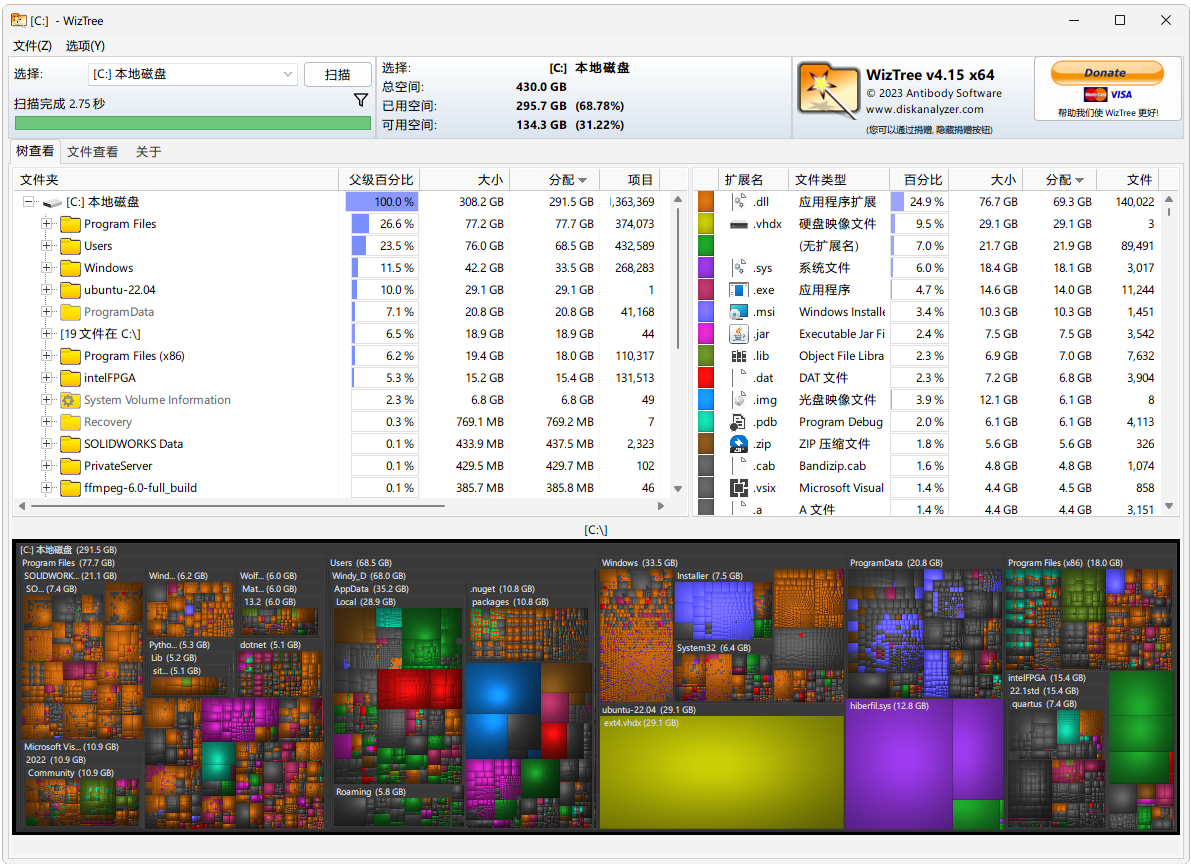 [C:] - WizTree
文件(Z) 选项(Y)
选择: [C:] 本地磁盘 扫描
扫描完成 2.75 秒
选择: [C:] 本地磁盘
总空间: 430.0 GB
已用空间: 295.7 GB (68.78%)
可用空间: 134.3 GB (31.22%)
WizTree v4.15 x64
© 2023 Antibody Software
www.diskanalyzer.com
(您可以通过捐赠, 隐藏捐赠按钮)
Donate
MasterCard VISA
帮助我们使 WizTree 更好!
树查看 文件查看 关于
文件夹 父级百分比 大小 分配 项目
[C:] 本地磁盘 100.0 % 308.2 GB 291.5 GB 1,363,369
Program Files 26.6 % 77.2 GB 77.7 GB 374,073
Users 23.5 % 76.0 GB 68.5 GB 432,589
Windows 11.5 % 42.2 GB 33.5 GB 268,283
ubuntu-22.04 10.0 % 29.1 GB 29.1 GB 1
ProgramData 7.1 % 20.8 GB 20.8 GB 41,168
[19 文件在 C:\] 6.5 % 18.9 GB 18.9 GB 44
Program Files (x86) 6.2 % 19.4 GB 18.0 GB 110,317
intelFPGA 5.3 % 15.2 GB 15.4 GB 131,513
System Volume Information 2.3 % 6.8 GB 6.8 GB 49
Recovery 0.3 % 769.1 MB 769.2 MB 7
SOLIDWORKS Data 0.1 % 433.9 MB 437.5 MB 2,323
PrivateServer 0.1 % 429.5 MB 429.7 MB 102
ffmpeg-6.0-full_build 0.1 % 385.7 MB 385.8 MB 46
扩展名 文件类型 百分比 大小 分配 文件
.dll 应用程序扩展 24.9 % 76.7 GB 69.3 GB 140,022
.vhdx 硬盘映像文件 9.5 % 29.1 GB 29.1 GB 3
(无扩展名) 7.0 % 21.7 GB 21.9 GB 89,491
.sys 系统文件 6.0 % 18.4 GB 18.1 GB 3,017
.exe 应用程序 4.7 % 14.6 GB 14.0 GB 11,244
.msi Windows Installe 3.4 % 10.3 GB 10.3 GB 1,451
.jar Executable Jar Fi 2.4 % 7.5 GB 7.5 GB 3,542
.lib Object File Libra 2.3 % 6.9 GB 7.0 GB 7,632
.dat DAT 文件 2.3 % 7.2 GB 6.8 GB 3,904
.img 光盘映像文件 3.9 % 12.1 GB 6.1 GB 8
.pdb Program Debug 2.0 % 6.1 GB 6.1 GB 4,113
.zip ZIP 压缩文件 1.8 % 5.6 GB 5.6 GB 326
.cab Bandizip.cab 1.6 % 4.8 GB 4.8 GB 1,074
.vsix Microsoft Visual 1.4 % 4.4 GB 4.5 GB 858
.a A 文件 1.4 % 4.4 GB 4.4 GB 3,151
[C:\]
[C:] 本地磁盘 (291.5 GB)
Program Files (77.7 GB)
SOLIDWORK... (21.1 GB)
SO... (7.4 GB)
Microsoft Vis... (10.9 GB)
2022 (10.9 GB)
Community (10.9 GB)
Wind... (6.2 GB)
Pytho... (5.3 GB)
Lib (5.2 GB)
sit... (5.1 GB)
Wolf... (6.0 GB)
Mat... (6.0 GB)
13.2 (6.0 GB)
dotnet (5.1 GB)
Users (68.5 GB)
Windy_D (68.0 GB)
AppData (35.2 GB)
Local (28.9 GB)
Roaming (5.8 GB)
.nuget (10.8 GB)
packages (10.8 GB)
Windows (33.5 GB)
Installer (7.5 GB)
System32 (6.4 GB)
ubuntu-22.04 (29.1 GB)
ext4.vhdx (29.1 GB)
ProgramData (20.8 GB)
hiberfil.sys (12.8 GB)
Program Files (x86) (18.0 GB)
intelFPGA (15.4 GB)
22.1std (15.4 GB)
quartus (7.4 GB)